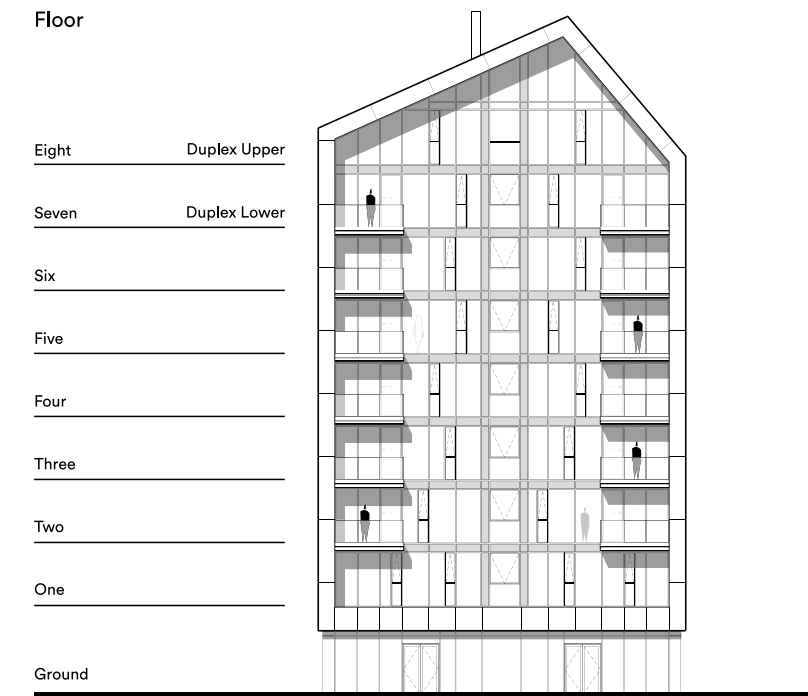 Floor
Eight Duplex Upper
Seven Duplex Lower
Six
Five
Four
Three
Two
One
Ground